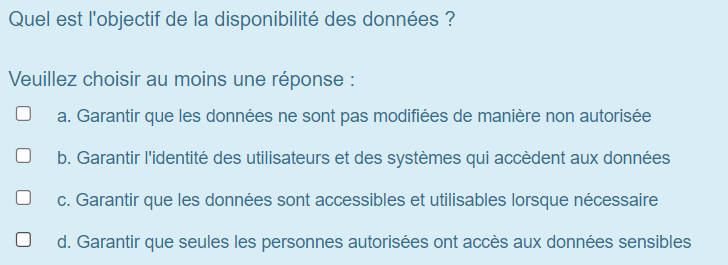 Quel est l'objectif de la disponibilité des données ?
Veuillez choisir au moins une réponse :
a. Garantir que les données ne sont pas modifiées de manière non autorisée
b. Garantir l'identité des utilisateurs et des systèmes qui accèdent aux données
c. Garantir que les données sont accessibles et utilisables lorsque nécessaire
d. Garantir que seules les personnes autorisées ont accès aux données sensibles